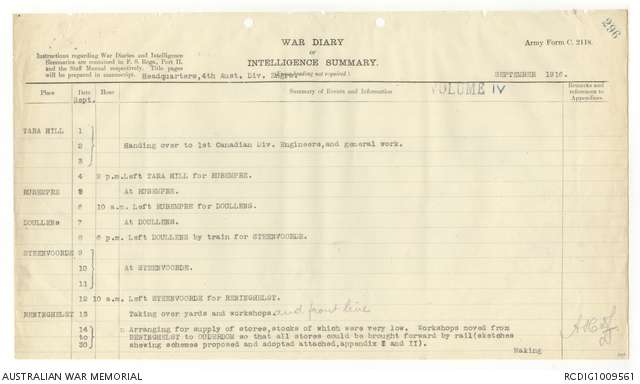 296
WAR DIARY
OF
INTELLIGENCE SUMMARY.
Army Form C. 2118.
Instructions regarding War Diaries and Intelligence
Summaries are contained in F. S. Regs., Part II.
and the Staff Manual respectively. Title pages
will be prepared in manuscript.
Headquarters, 4th Aust. Div. Engrs.
(Erase heading not required.)
SEPTEMBER 1916.
Place Date Hour Summary of Events and Information VOLUME IV Remarks and references to Appendices
Sept.
TARA HILL 1
2 Handing over to 1st Canadian Div. Engineers,and general work.
3
4 2 p.m. Left TARA HILL for RUBEMPRE.
RUBEMPRE 5 At RUBEMPRE.
6 10 a.m. Left RUBEMPRE for DOULLENS.
DOULLENS 7 At DOULLENS.
8 6 p.m. Left DOULLENS by train for STEENVOORDE.
STEENVOORDE 9
10 At STEENVOORDE.
11
12 10 a.m. Left STEENVOORDE for RENINGHELST.
RENINGHELST 13 Taking over yards and workshops. and front line
14 Arranging for supply of stores, stocks of which were very low. Workshops moved from
to RENINGHELST to OUDERDOM so that all stores could be brought forward by rail(sketches
30 shewing schemes proposed and adopted attached,appendix I and II).
Making
AUSTRALIAN WAR MEMORIAL
RCDIG1009561